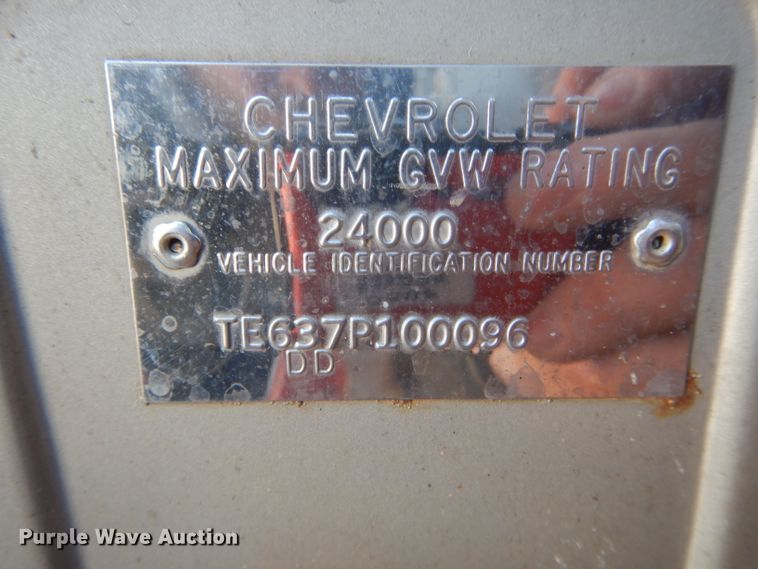 CHEVROLET
MAXIMUM GVW RATING
24000
VEHICLE IDENTIFICATION NUMBER
TE637P100096
DD
Purple Wave Auction®